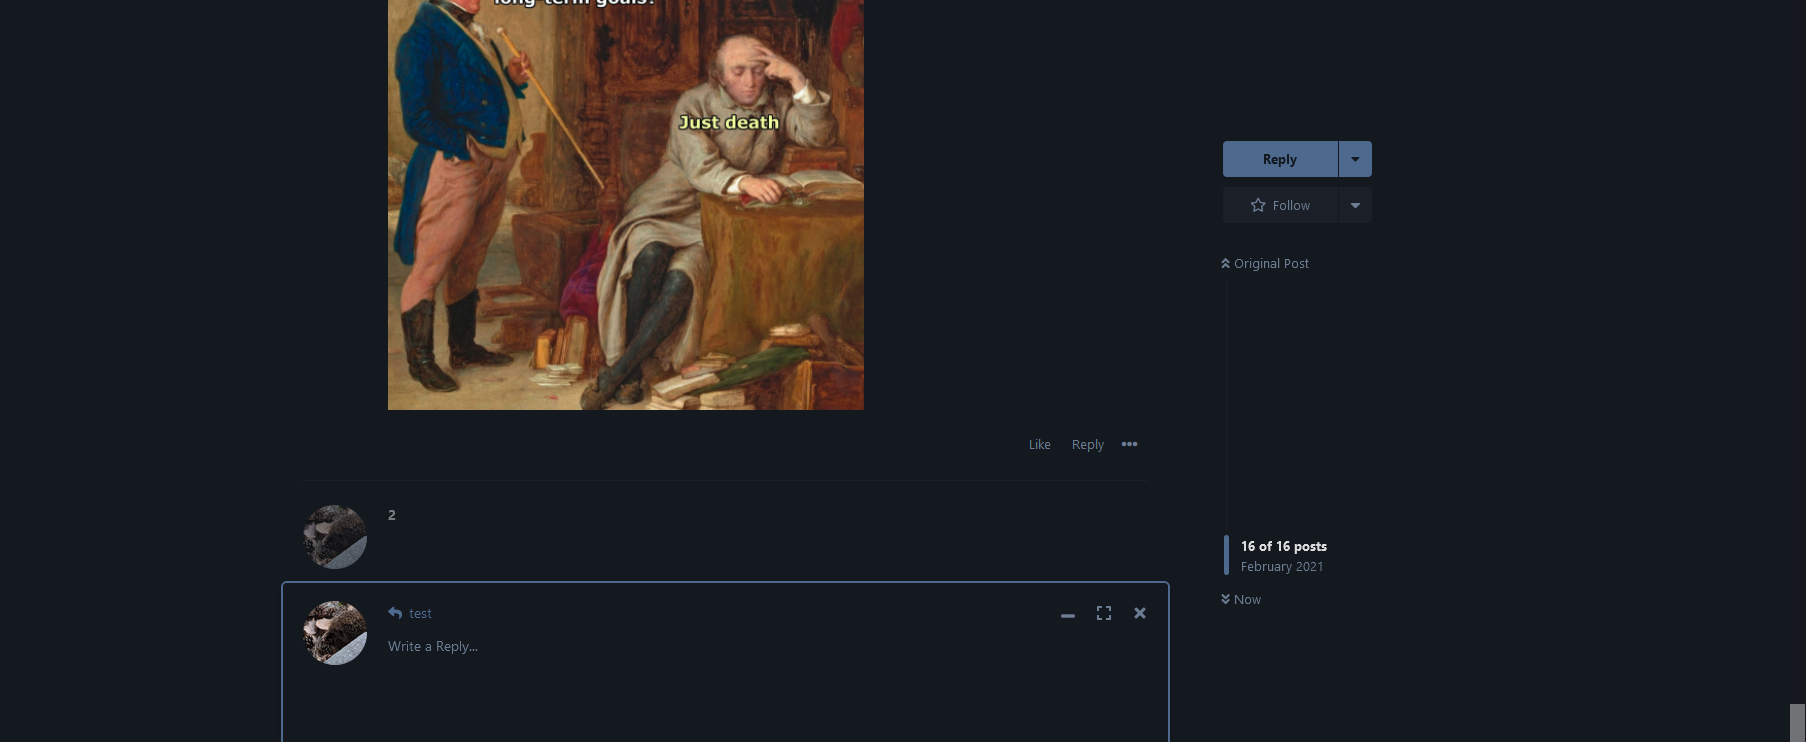 long-term goals?
Just death
Reply
Follow
Original Post
Like
Reply
2
16 of 16 posts
February 2021
Now
test
Write a Reply...